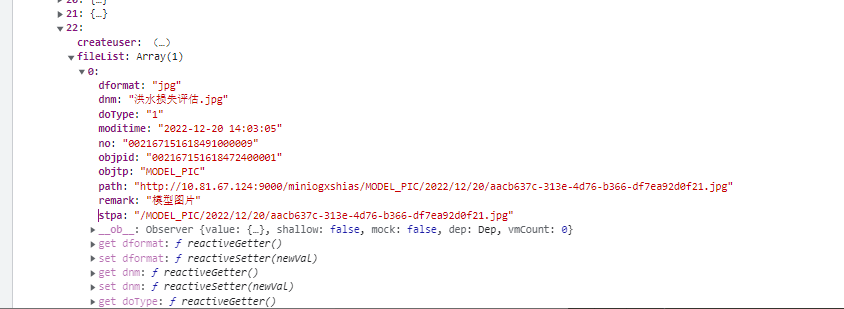 21: {…}
22:
createuser: (…)
fileList: Array(1)
0:
dformat: "jpg"
dnm: "洪水损失评估.jpg"
doType: "1"
moditime: "2022-12-20 14:03:05"
no: "002167151618491000009"
objpid: "002167151618472400001"
objtp: "MODEL_PIC"
path: "http://10.81.67.124:9000/miniogxshias/MODEL_PIC/2022/12/20/aacb637c-313e-4d76-b366-df7ea92d0f21.jpg"
remark: "模型图片"
stpa: "/MODEL_PIC/2022/12/20/aacb637c-313e-4d76-b366-df7ea92d0f21.jpg"
__ob__: Observer {value: {…}, shallow: false, mock: false, dep: Dep, vmCount: 0}
get dformat: ƒ reactiveGetter()
set dformat: ƒ reactiveSetter(newVal)
get dnm: ƒ reactiveGetter()
set dnm: ƒ reactiveSetter(newVal)
get doType: ƒ reactiveGetter()